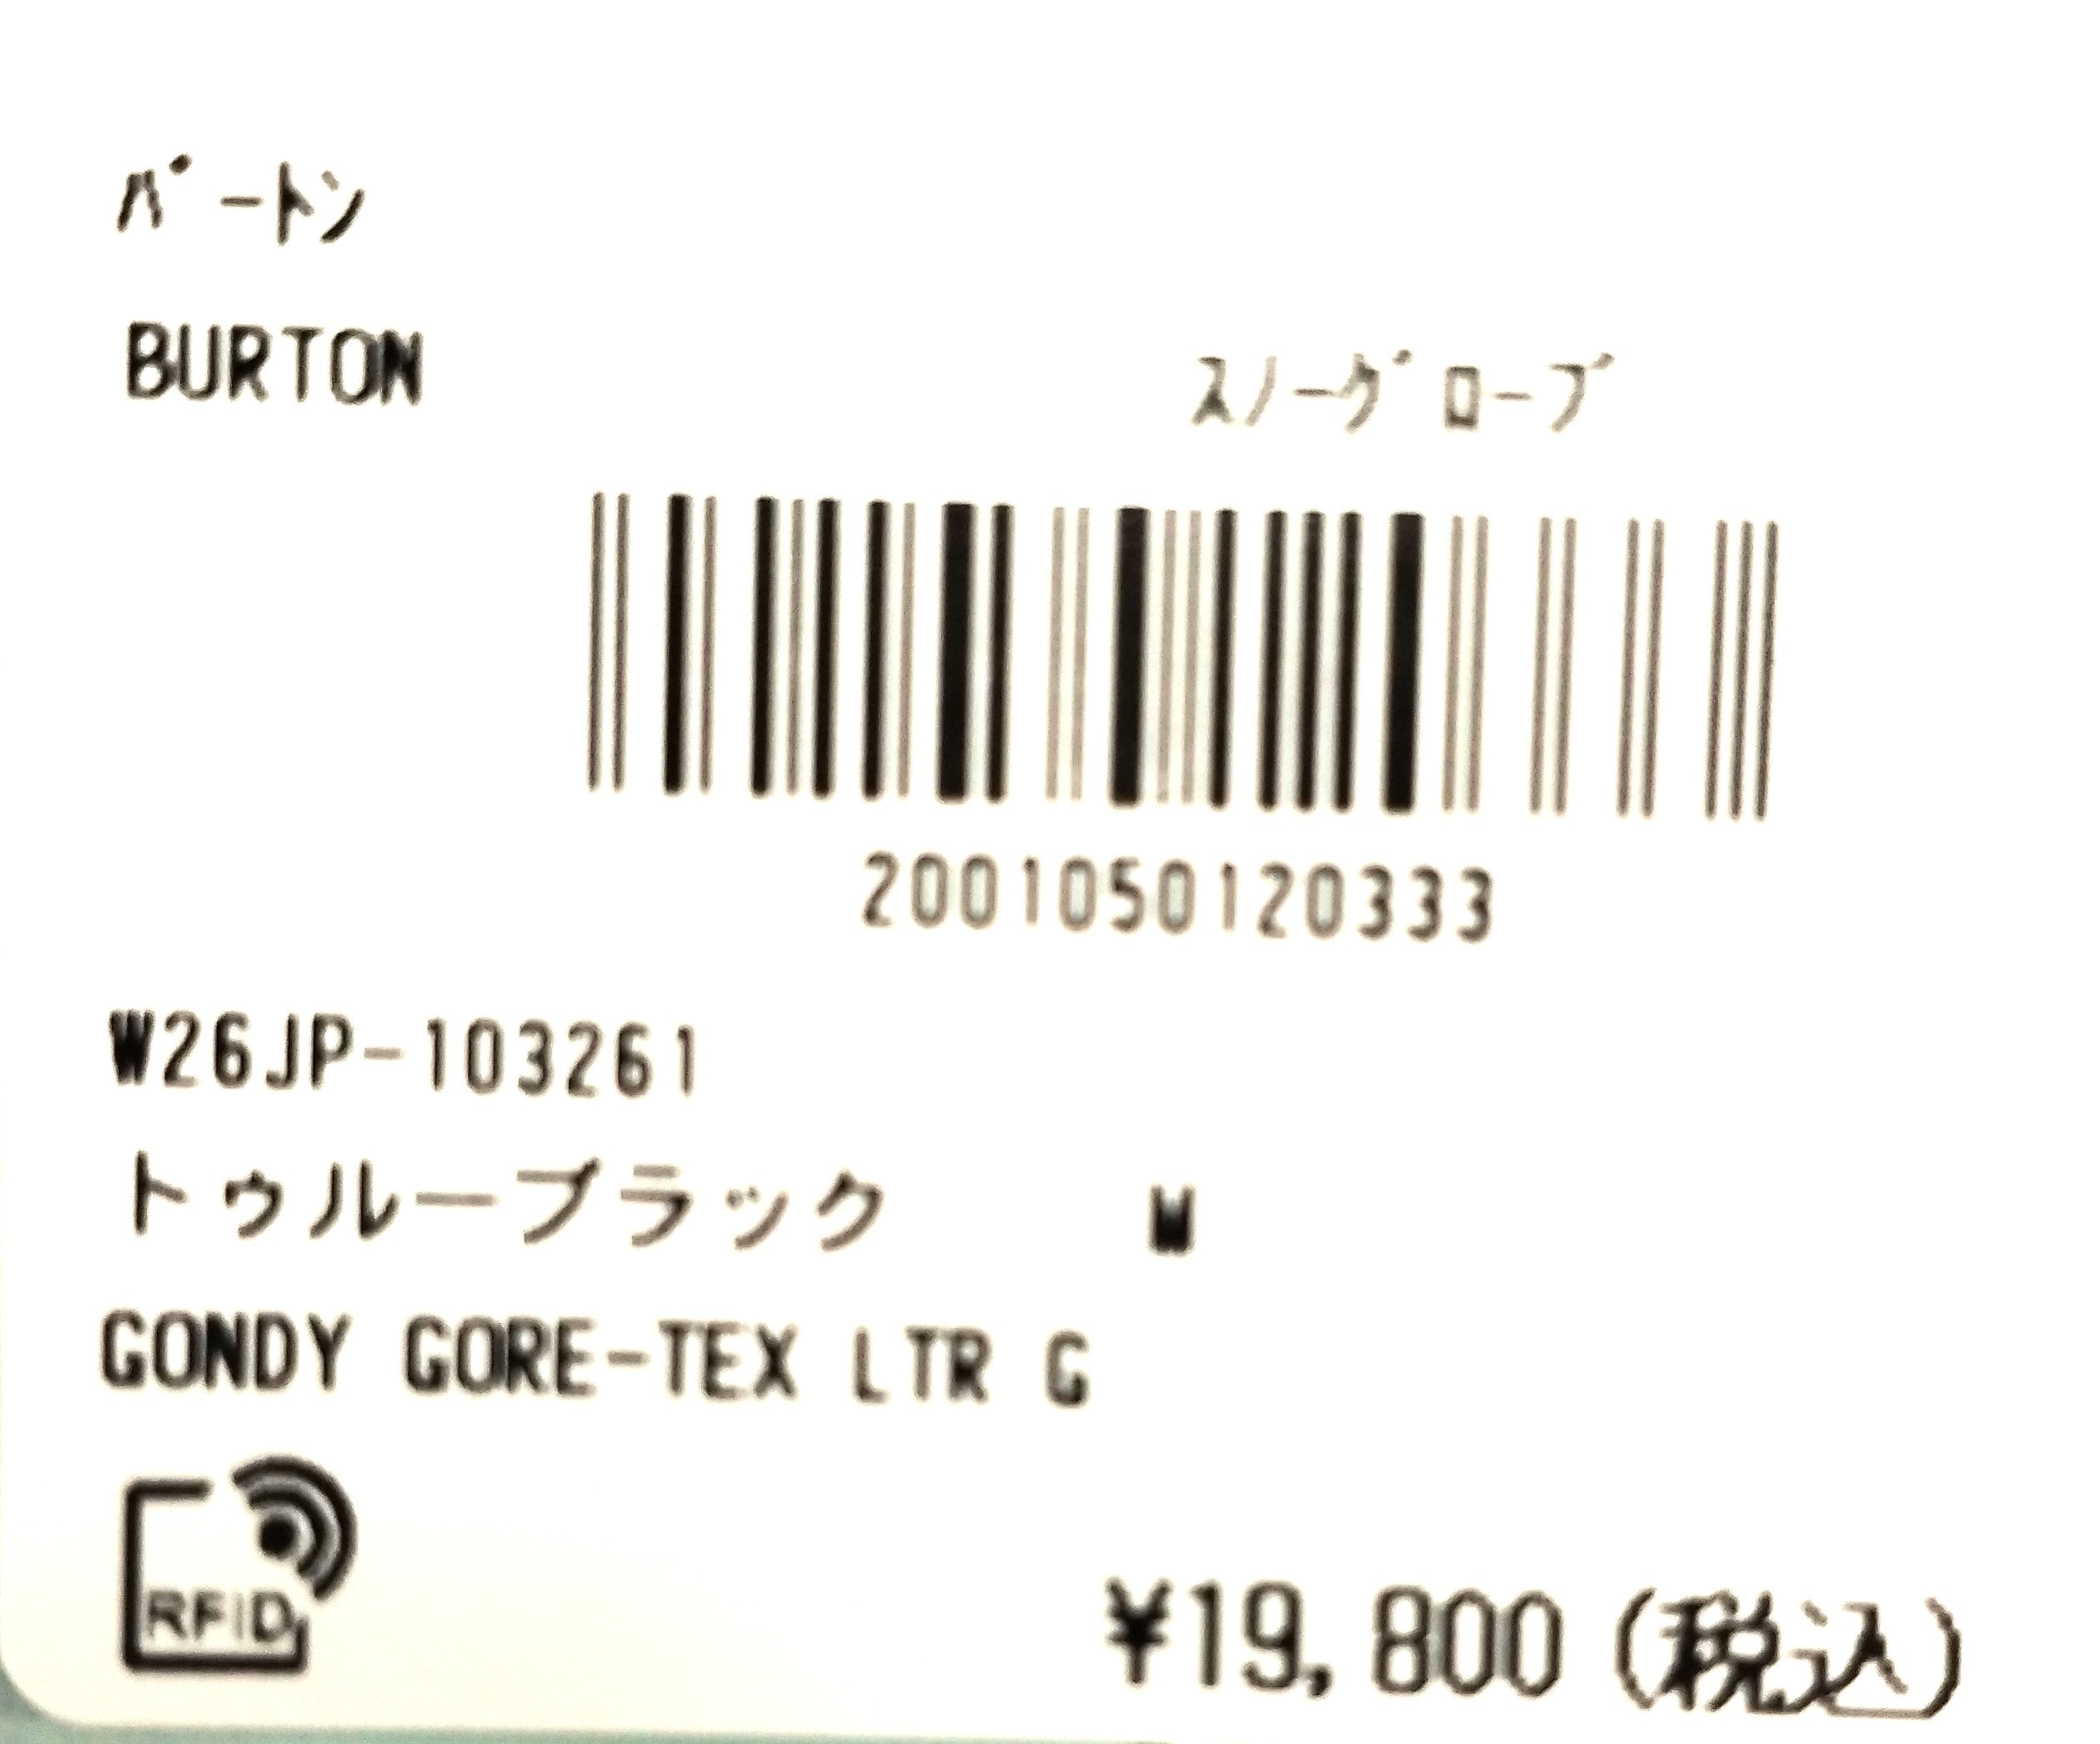 バートン
BURTON
スノーグローブ
2001050120333
W26JP-103261
トゥルーブラック M
GONDY GORE-TEX LTR G
RFID
¥19,800(税込)